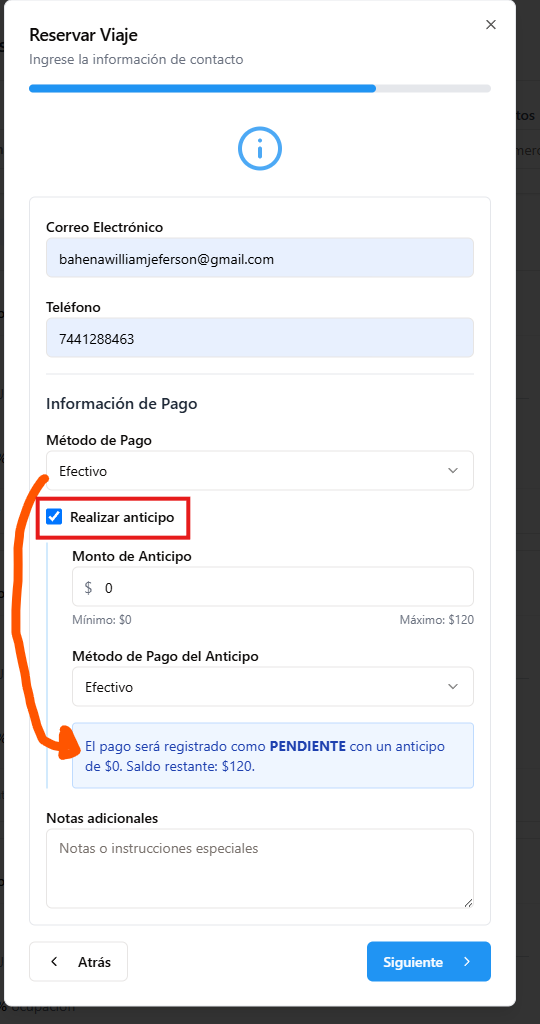 Reservar Viaje
Ingrese la información de contacto
tos
Correo Electrónico
bahenawilliamjeferson@gmail.com
Teléfono
7441288463
Información de Pago
Método de Pago
Efectivo
Realizar anticipo
Monto de Anticipo
$ 0
Mínimo: $0 Máximo: $120
Método de Pago del Anticipo
Efectivo
El pago será registrado como PENDIENTE con un anticipo
de $0. Saldo restante: $120.
Notas adicionales
Notas o instrucciones especiales
Atrás Siguiente